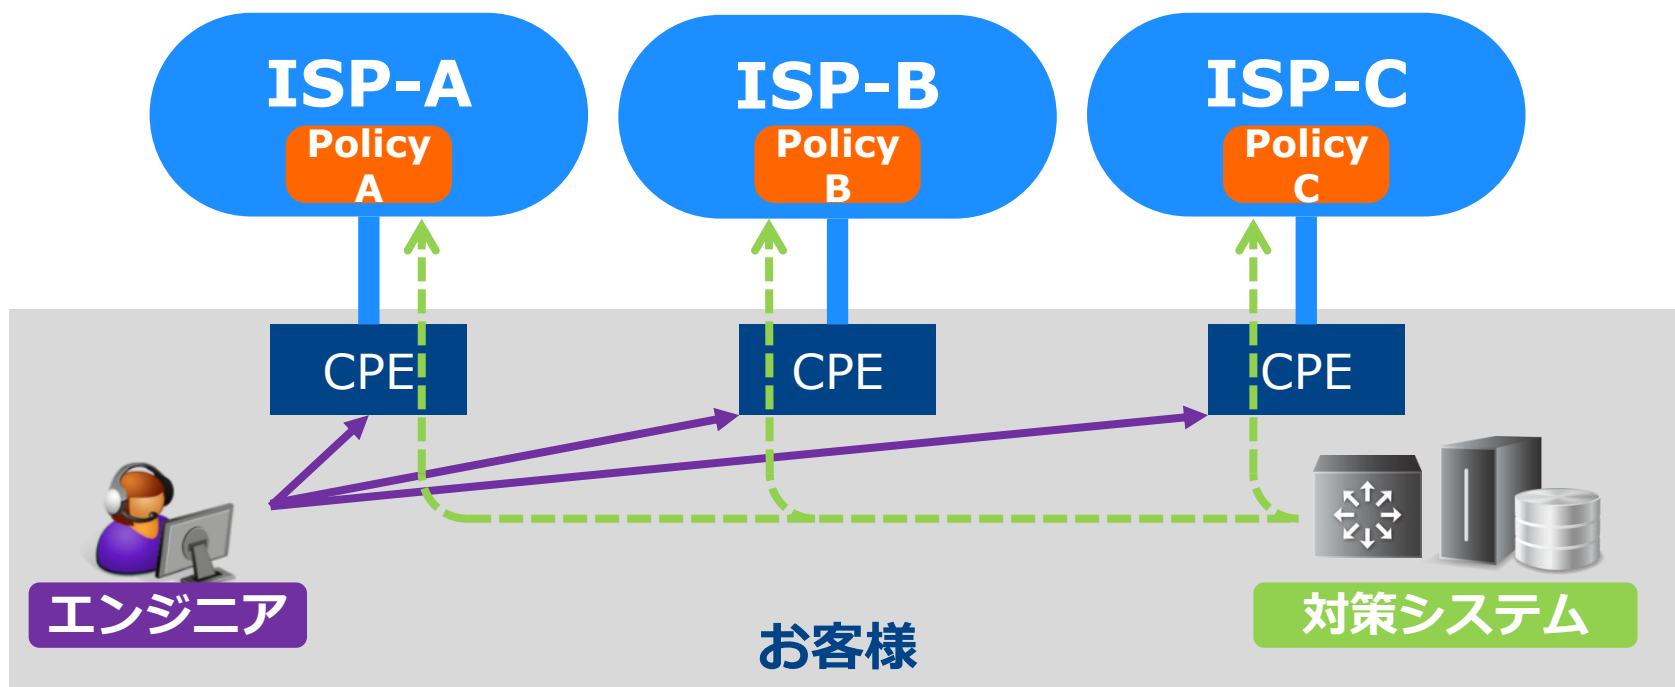 ISP-A
Policy
A
ISP-B
Policy
B
ISP-C
Policy
C
CPE
CPE
CPE
エンジニア
対策システム
お客様